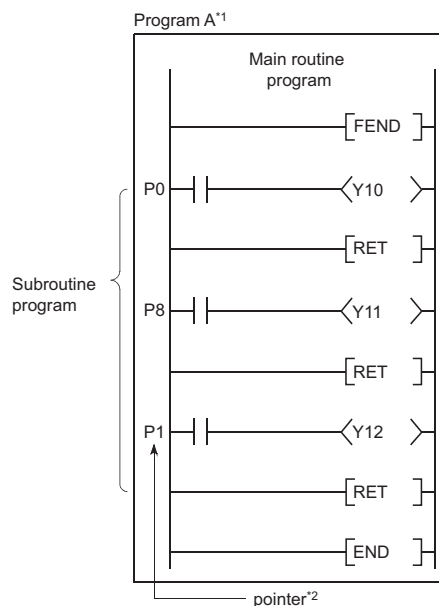 Program A*1
Main routine
program
FEND
P0 Y10
RET
Subroutine
program
P8 Y11
RET
P1 Y12
RET
END
pointer*2